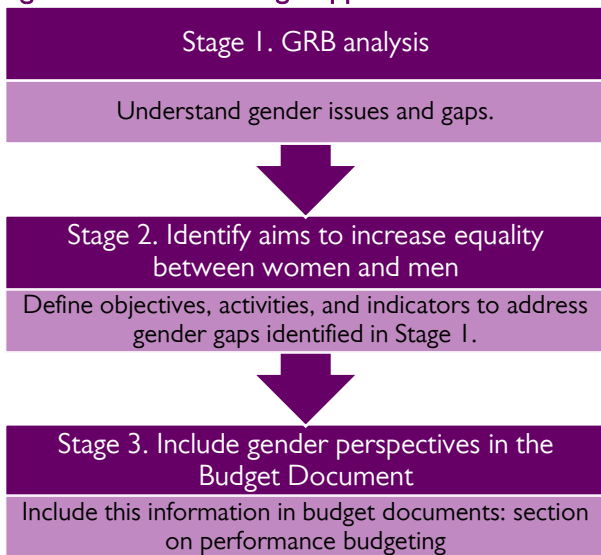 Stage 1. GRB analysis
Understand gender issues and gaps.
Stage 2. Identify aims to increase equality
between women and men
Define objectives, activities, and indicators to address
gender gaps identified in Stage 1.
Stage 3. Include gender perspectives in the
Budget Document
Include this information in budget documents: section
on performance budgeting